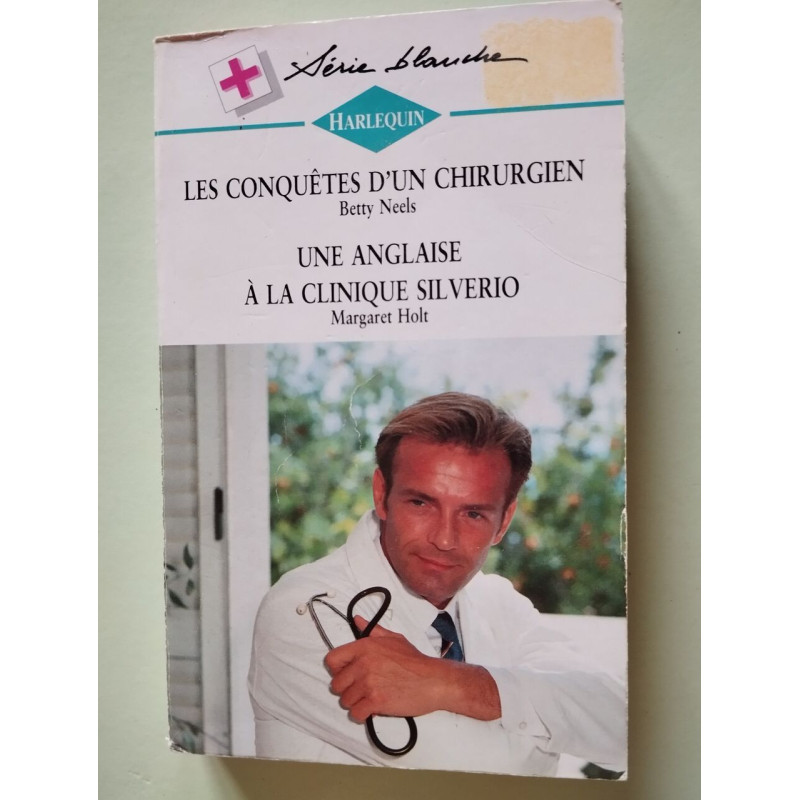 Série blanche
HARLEQUIN
LES CONQUÊTES D'UN CHIRURGIEN
Betty Neels
UNE ANGLAISE
À LA CLINIQUE SILVERIO
Margaret Holt